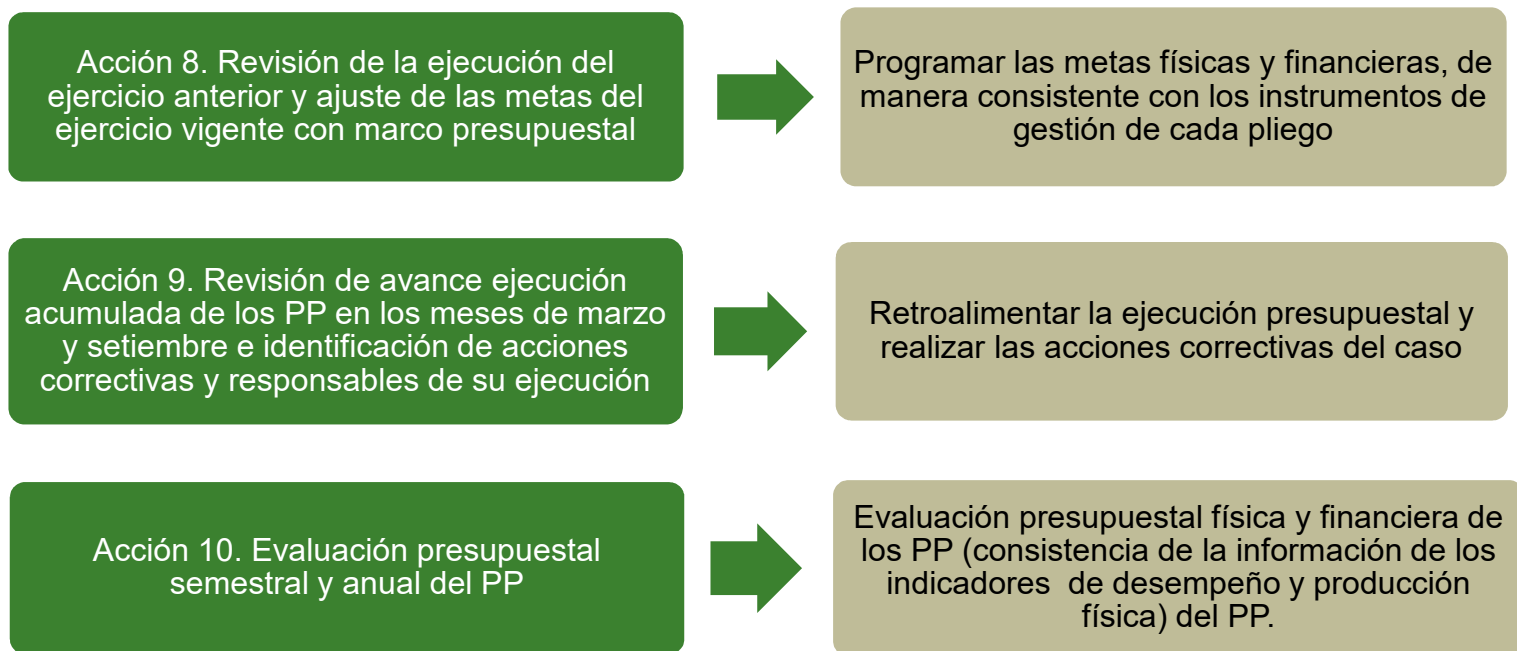 Acción 8. Revisión de la ejecución del
ejercicio anterior y ajuste de las metas del
ejercicio vigente con marco presupuestal
Programar las metas físicas y financieras, de
manera consistente con los instrumentos de
gestión de cada pliego
Acción 9. Revisión de avance ejecución
acumulada de los PP en los meses de marzo
y setiembre e identificación de acciones
correctivas y responsables de su ejecución
Retroalimentar la ejecución presupuestal y
realizar las acciones correctivas del caso
Acción 10. Evaluación presupuestal
semestral y anual del PP
Evaluación presupuestal física y financiera de
los PP (consistencia de la información de los
indicadores  de desempeño y producción
física) del PP.